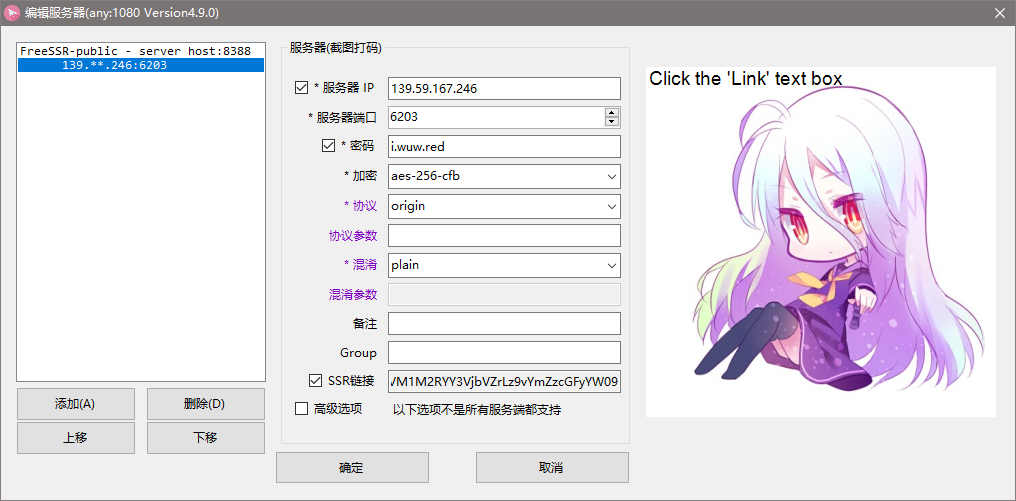 编辑服务器(any:1080 Version4.9.0)
FreeSSR-public - server host:8388
139.**.246:6203
添加(A)
删除(D)
上移
下移
服务器(截图打码)
* 服务器 IP
139.59.167.246
* 服务器端口
6203
* 密码
i.wuw.red
* 加密
aes-256-cfb
* 协议
origin
协议参数
* 混淆
plain
混淆参数
备注
Group
SSR链接
/M1M2RYY3VjbVZrLz9vYmZzcGFyYW09
高级选项
以下选项不是所有服务端都支持
确定
取消
Click the 'Link' text box